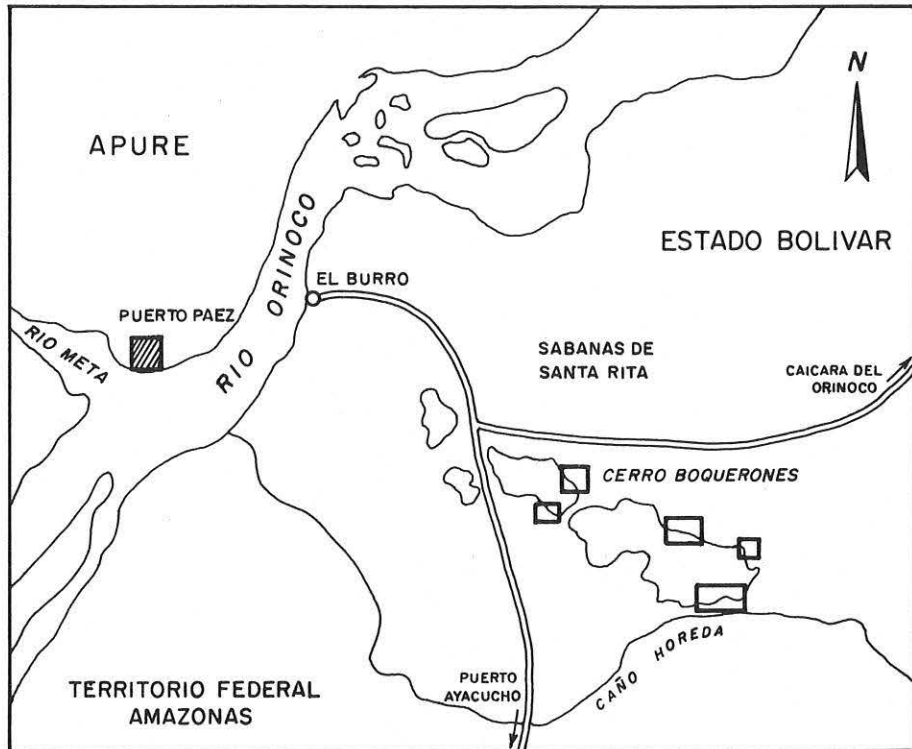 N
APURE
ESTADO BOLIVAR
RIO ORINOCO
EL BURRO
PUERTO PAEZ
RIO META
SABANAS DE
SANTA RITA
CAICARA DEL
ORINOCO
CERRO BOQUERONES
CAÑO HOREDA
PUERTO
AYACUCHO
TERRITORIO FEDERAL
AMAZONAS